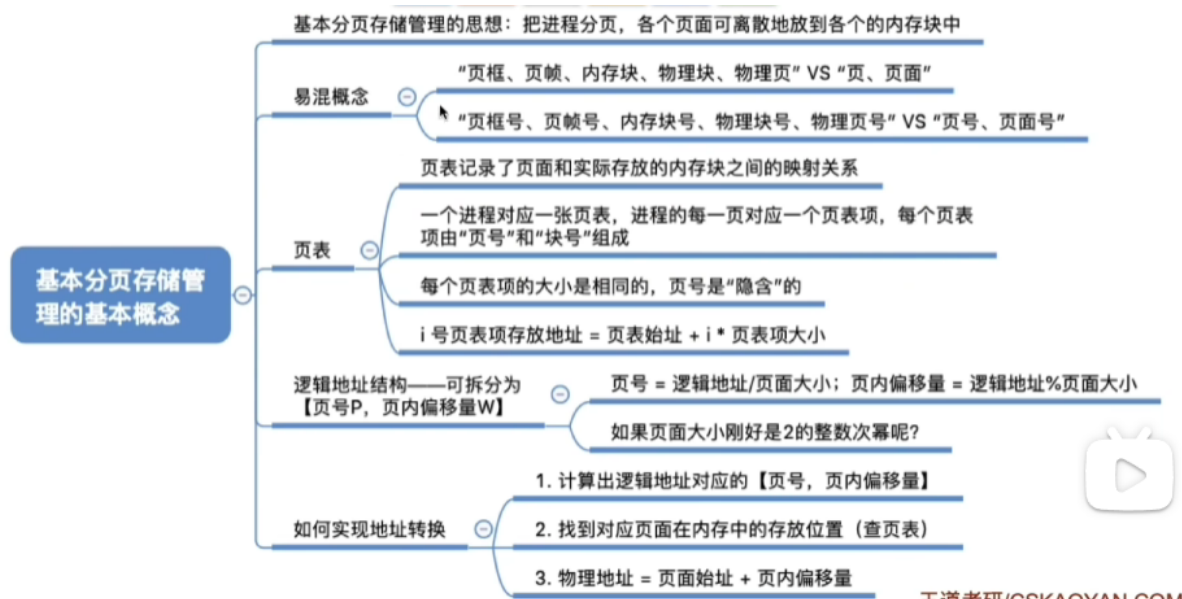 基本分页存储管理的思想：把进程分页，各个页面可离散地放到各个的内存块中
易混概念
“页框、页帧、内存块、物理块、物理页” VS “页、页面”
“页框号、页帧号、内存块号、物理块号、物理页号” VS “页号、页面号”
页表记录了页面和实际存放的内存块之间的映射关系
一个进程对应一张页表，进程的每一页对应一个页表项，每个页表
项由“页号”和“块号”组成
页表
每个页表项的大小是相同的，页号是“隐含”的
i 号页表项存放地址 = 页表始址 + i * 页表项大小
基本分页存储管
理的基本概念
逻辑地址结构——可拆分为
【页号P，页内偏移量W】
页号 = 逻辑地址/页面大小；页内偏移量 = 逻辑地址%页面大小
如果页面大小刚好是2的整数次幂呢？
如何实现地址转换
1. 计算出逻辑地址对应的【页号，页内偏移量】
2. 找到对应页面在内存中的存放位置（查页表）
3. 物理地址 = 页面始址 + 页内偏移量
王道考研/CSKAOYAN.COM